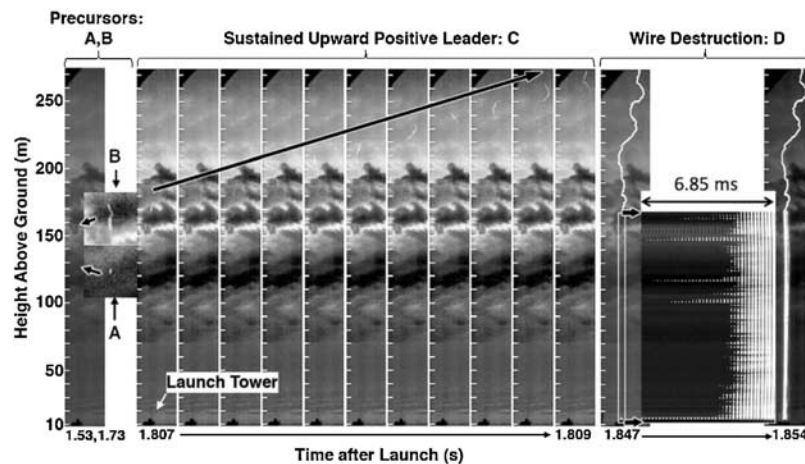 Precursors:
A,B
Sustained Upward Positive Leader: C
Wire Destruction: D
Height Above Ground (m)
250
200
150
100
50
10
B
A
Launch Tower
6.85 ms
1.53,1.73
1.807
1.809
1.847
1.854
Time after Launch (s)